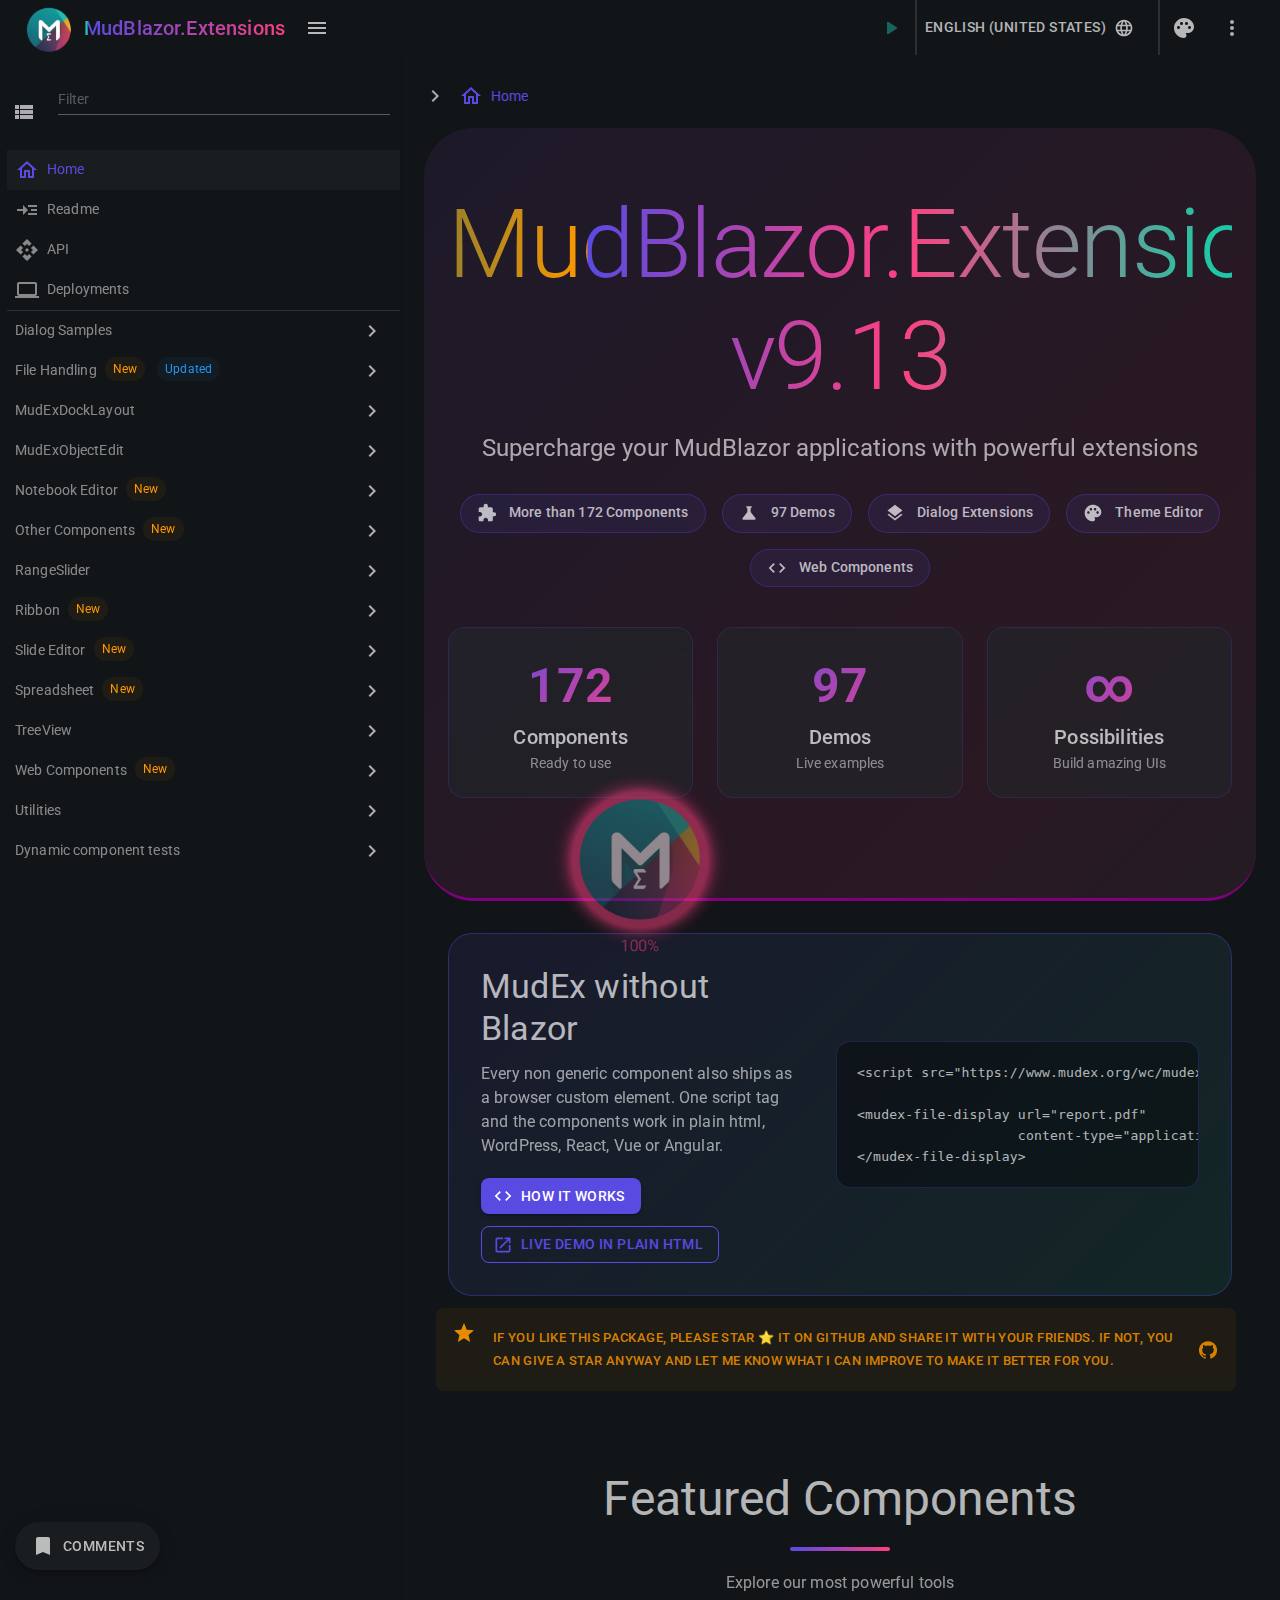 MudBlazor.Extensions
ENGLISH (UNITED STATES)
Filter
Home
Readme
API
Deployments
Dialog Samples
File Handling New Updated
MudExDockLayout
MudExObjectEdit
Notebook Editor New
Other Components New
RangeSlider
Ribbon New
Slide Editor New
Spreadsheet New
TreeView
Web Components New
Utilities
Dynamic component tests
COMMENTS
Home
MudBlazor.Extensio
v9.13
Supercharge your MudBlazor applications with powerful extensions
More than 172 Components
97 Demos
Dialog Extensions
Theme Editor
Web Components
172
Components
Ready to use
97
Demos
Live examples
∞
Possibilities
Build amazing UIs
M
Σ
100%
MudEx without
Blazor
Every non generic component also ships as
a browser custom element. One script tag
and the components work in plain html,
WordPress, React, Vue or Angular.
HOW IT WORKS
LIVE DEMO IN PLAIN HTML
<script src="https://www.mudex.org/wc/mudex
<mudex-file-display url="report.pdf"
content-type="applicati
</mudex-file-display>
IF YOU LIKE THIS PACKAGE, PLEASE STAR ⭐ IT ON GITHUB AND SHARE IT WITH YOUR FRIENDS. IF NOT, YOU
CAN GIVE A STAR ANYWAY AND LET ME KNOW WHAT I CAN IMPROVE TO MAKE IT BETTER FOR YOU.
Featured Components
Explore our most powerful tools